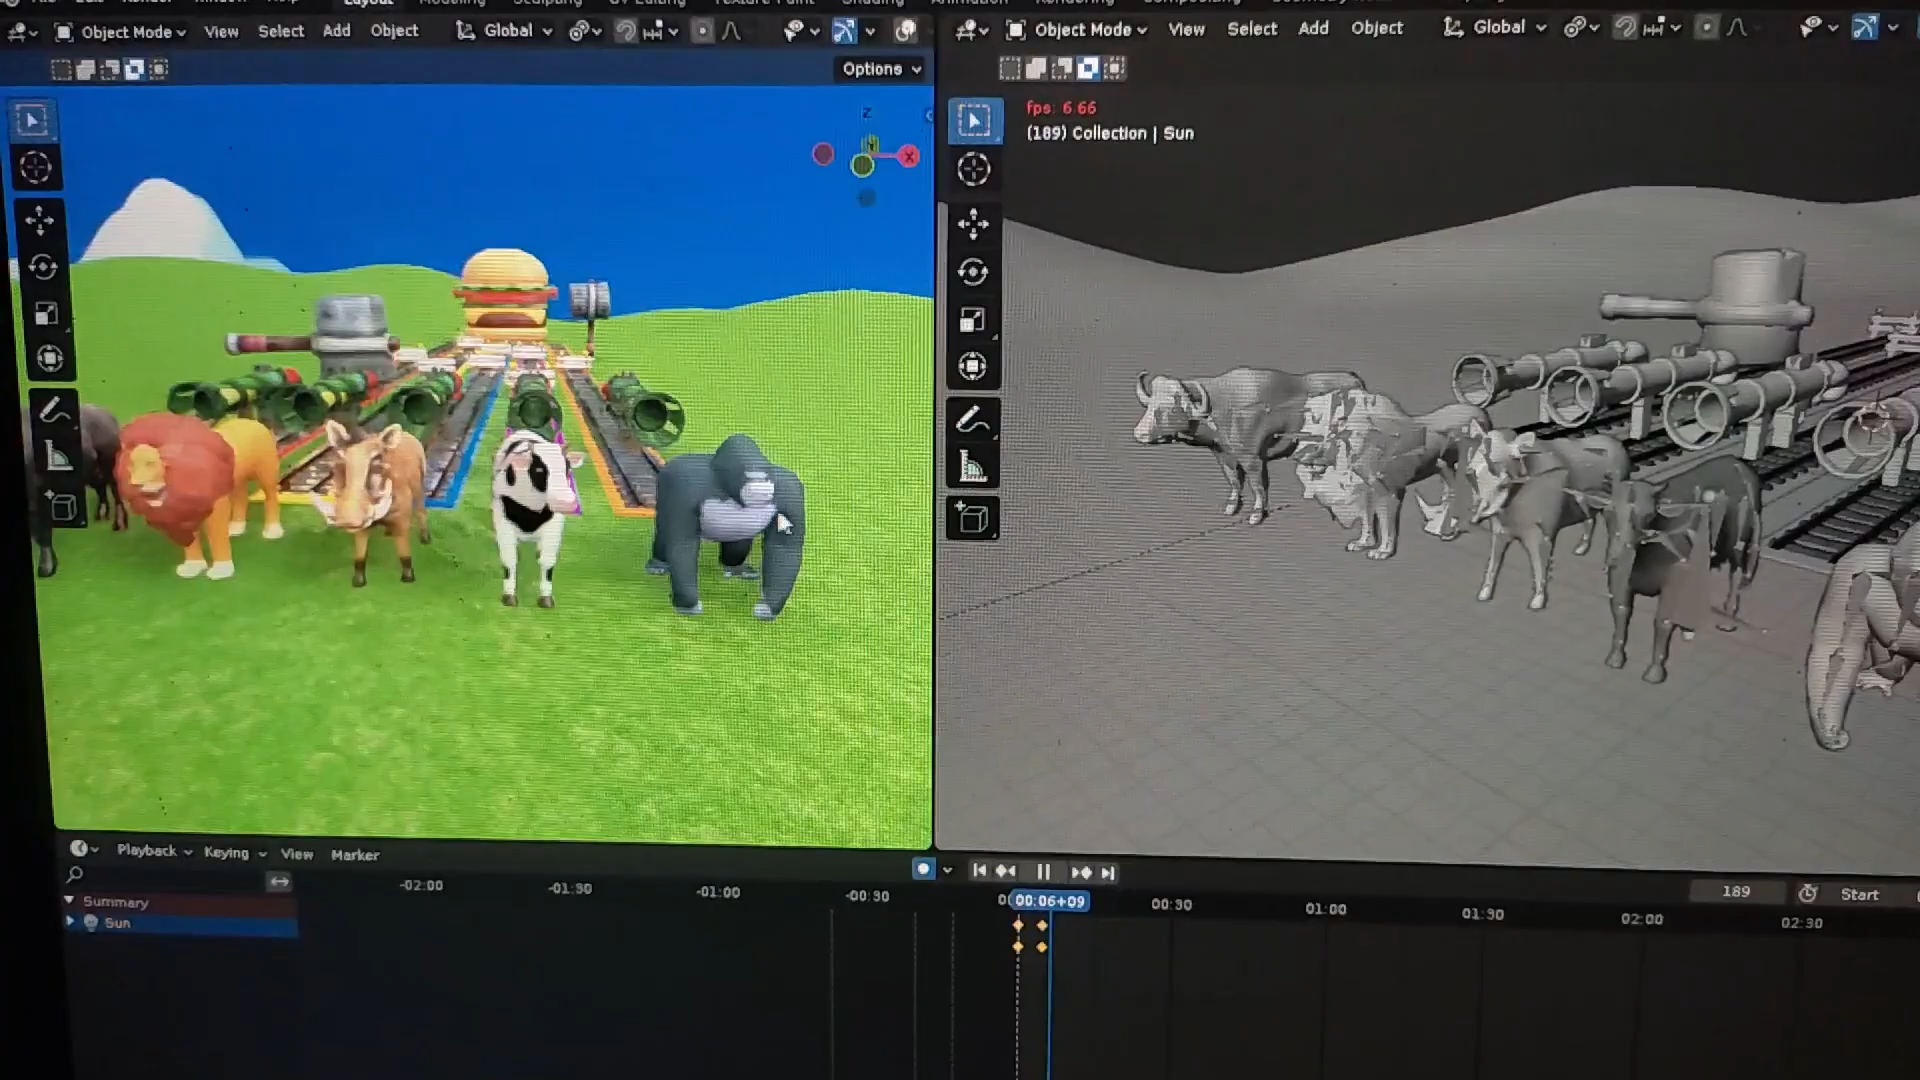 Layout
Object Mode View Select Add Object Global
Options
Z
X
Object Mode View Select Add Object Global
fps: 6.66
(189) Collection | Sun
Playback Keying View Marker
189 Start
-02:00 -01:30 -01:00 -00:30 00:06+09 00:30 01:00 01:30 02:00 02:30
Summary
Sun